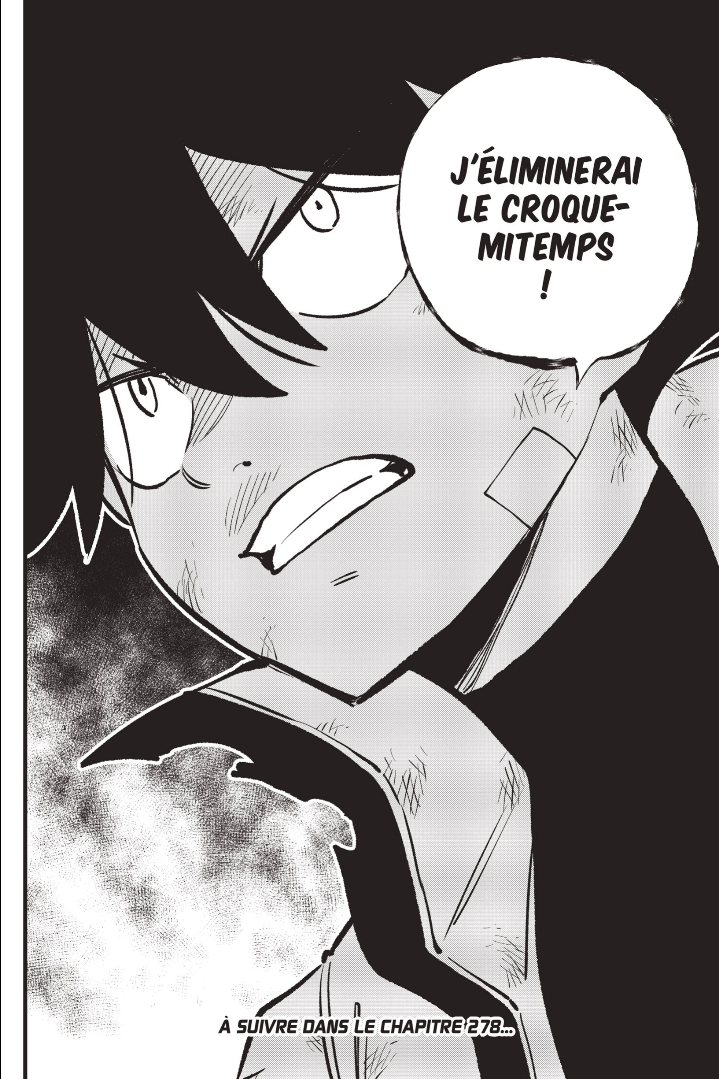 J'ÉLIMINERAI
LE CROQUE-
MITEMPS
!
À SUIVRE DANS LE CHAPITRE 278...